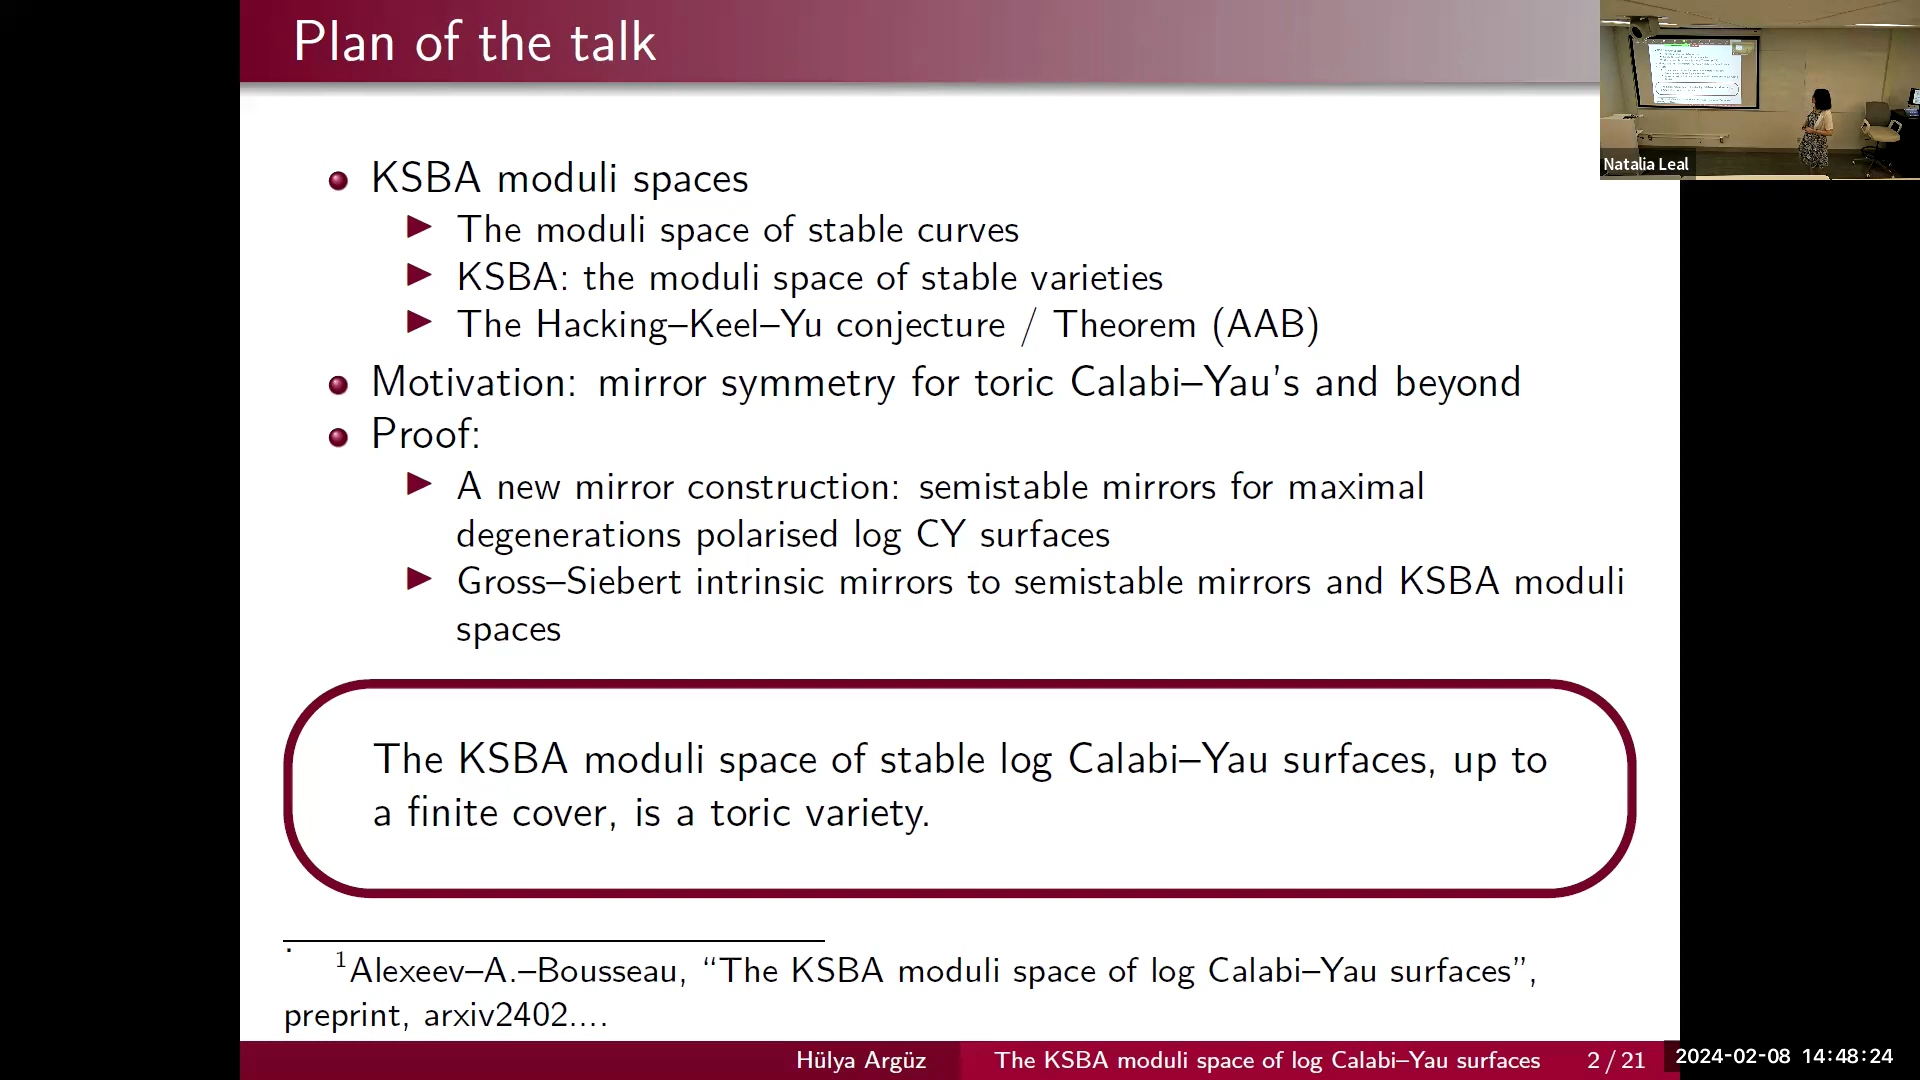 Plan of the talk
Natalia Leal
KSBA moduli spaces
The moduli space of stable curves
KSBA: the moduli space of stable varieties
The Hacking–Keel–Yu conjecture / Theorem (AAB)
Motivation: mirror symmetry for toric Calabi–Yau's and beyond
Proof:
A new mirror construction: semistable mirrors for maximal
degenerations polarised log CY surfaces
Gross–Siebert intrinsic mirrors to semistable mirrors and KSBA moduli
spaces
The KSBA moduli space of stable log Calabi–Yau surfaces, up to
a finite cover, is a toric variety.
.
¹Alexeev–A.–Bousseau, “The KSBA moduli space of log Calabi–Yau surfaces”,
preprint, arxiv2402....
Hülya Argüz The KSBA moduli space of log Calabi–Yau surfaces 2 / 21
2024-02-08 14:48:24